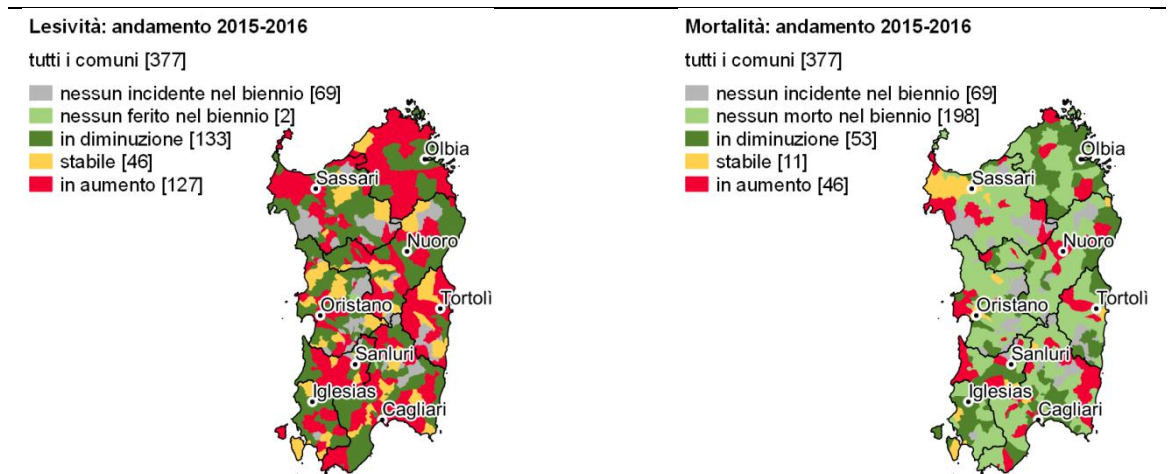 Lesività: andamento 2015-2016
tutti i comuni [377]
nessun incidente nel biennio [69]
nessun ferito nel biennio [2]
in diminuzione [133]
stabile [46]
in aumento [127]
Olbia
Sassari
Nuoro
Oristano
Tortolì
Sanluri
Iglesias
Cagliari
Mortalità: andamento 2015-2016
tutti i comuni [377]
nessun incidente nel biennio [69]
nessun morto nel biennio [198]
in diminuzione [53]
stabile [11]
in aumento [46]
Olbia
Sassari
Nuoro
Oristano
Tortolì
Sanluri
Iglesias
Cagliari